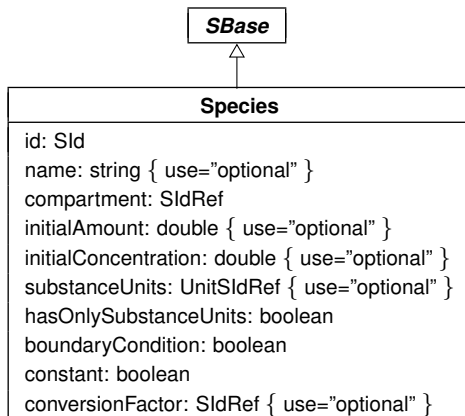 SBase
Species
id: SId
name: string { use=”optional” }
compartment: SIdRef
initialAmount: double { use=”optional” }
initialConcentration: double { use=”optional” }
substanceUnits: UnitSIdRef { use=”optional” }
hasOnlySubstanceUnits: boolean
boundaryCondition: boolean
constant: boolean
conversionFactor: SIdRef { use=”optional” }